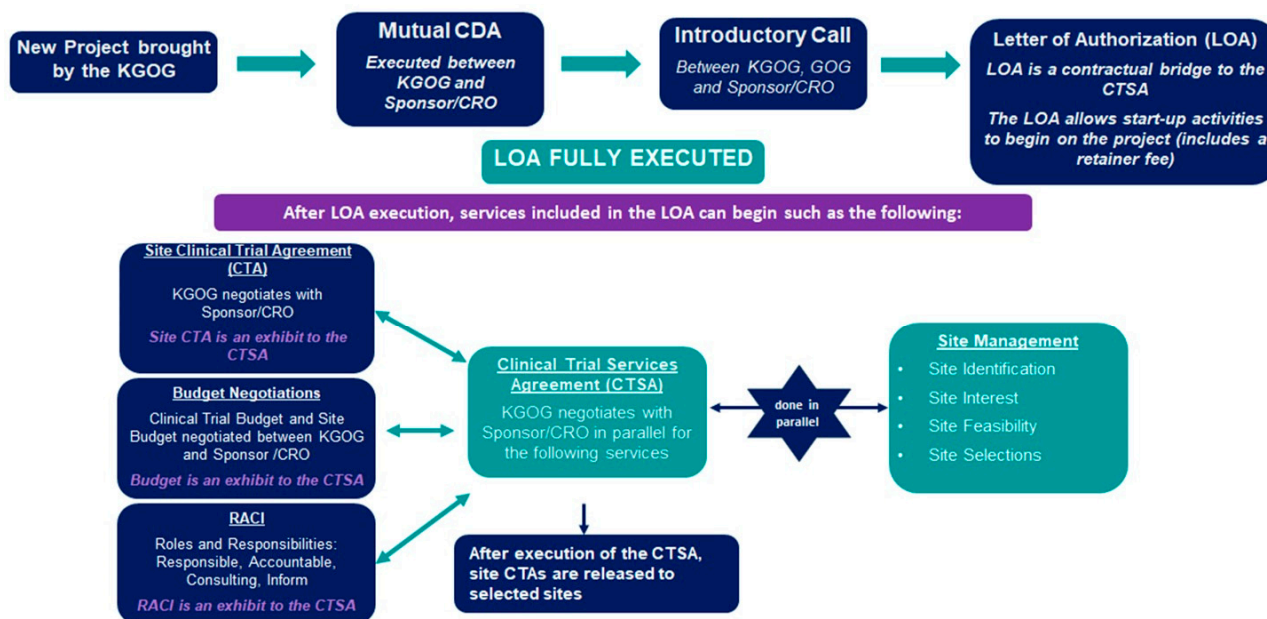 New Project brought
by the KGOG
Mutual CDA
Executed between
KGOG and
Sponsor/CRO
Introductory Call
Between KGOG, GOG
and Sponsor/CRO
Letter of Authorization (LOA)
LOA is a contractual bridge to the
CTSA
The LOA allows start-up activities
to begin on the project (includes a
retainer fee)
LOA FULLY EXECUTED
After LOA execution, services included in the LOA can begin such as the following:
Site Clinical Trial Agreement
(CTA)
KGOG negotiates with
Sponsor/CRO
Site CTA is an exhibit to the
CTSA
Budget Negotiations
Clinical Trial Budget and Site
Budget negotiated between KGOG
and Sponsor /CRO
Budget is an exhibit to the CTSA
RACI
Roles and Responsibilities:
Responsible, Accountable,
Consulting, Inform
RACI is an exhibit to the CTSA
Clinical Trial Services
Agreement (CTSA)
KGOG negotiates with
Sponsor/CRO in parallel for
the following services
done in
parallel
Site Management
• Site Identification
• Site Interest
• Site Feasibility
• Site Selections
After execution of the CTSA,
site CTAs are released to
selected sites